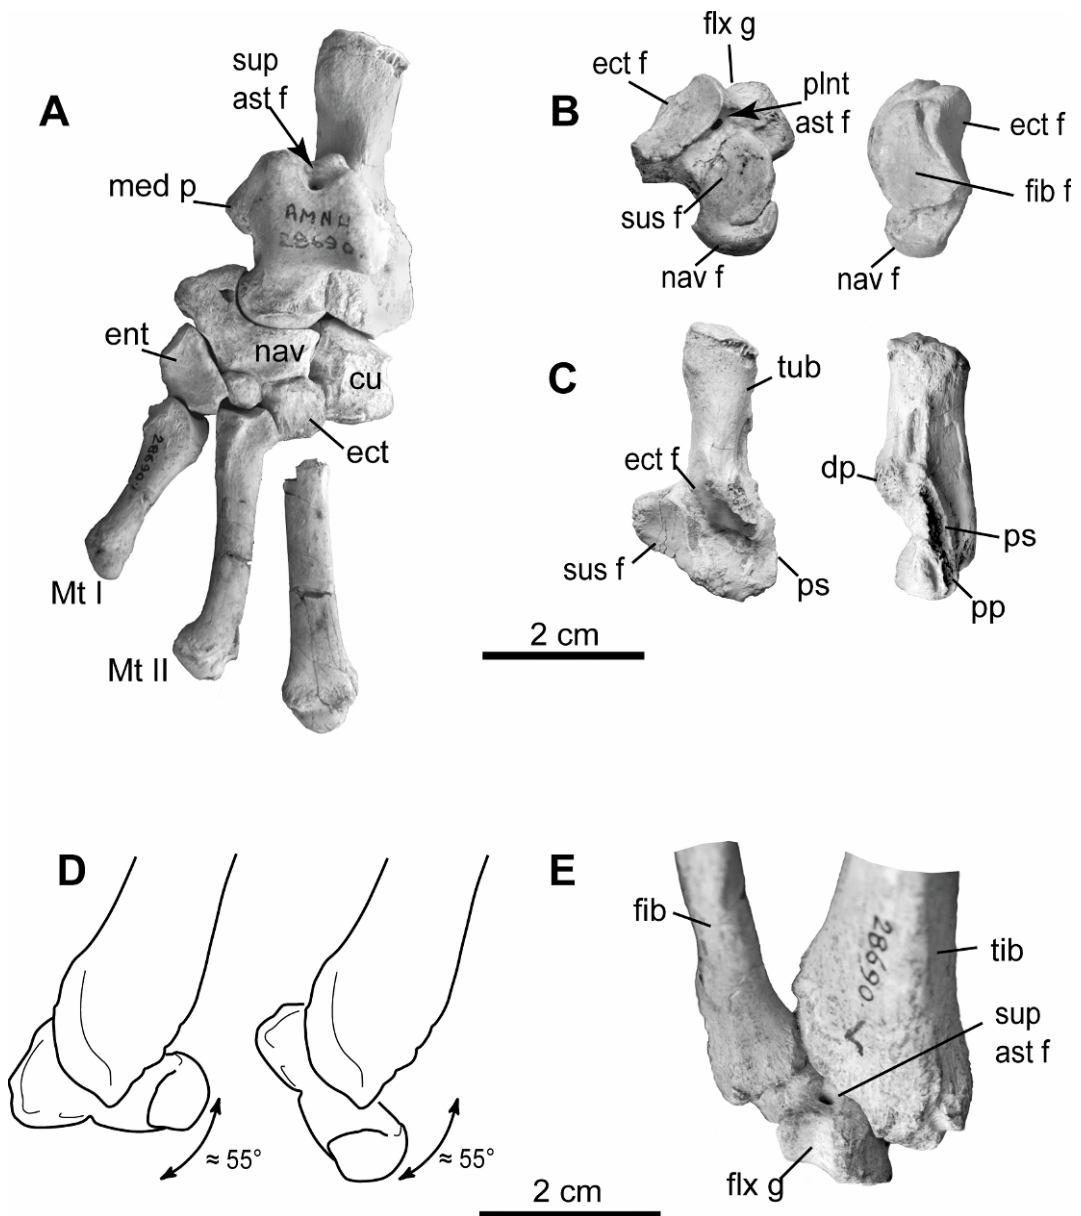 A
sup
ast f
med p
AMNH
28690
ent
nav
cu
ect
28690
Mt I
Mt II
B
flx g
ect f
plnt
ast f
sus f
nav f
ect f
fib f
nav f
C
tub
ect f
sus f
ps
dp
ps
pp
2 cm
D
≈ 55°
≈ 55°
E
fib
28690
tib
sup
ast f
flx g
2 cm